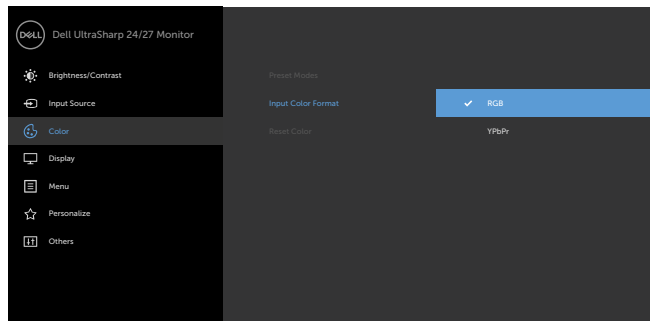 DELL Dell UltraSharp 24/27 Monitor
Brightness/Contrast
Preset Modes
Input Source
Input Color Format
RGB
Color
Reset Color
YPbPr
Display
Menu
Personalize
Others